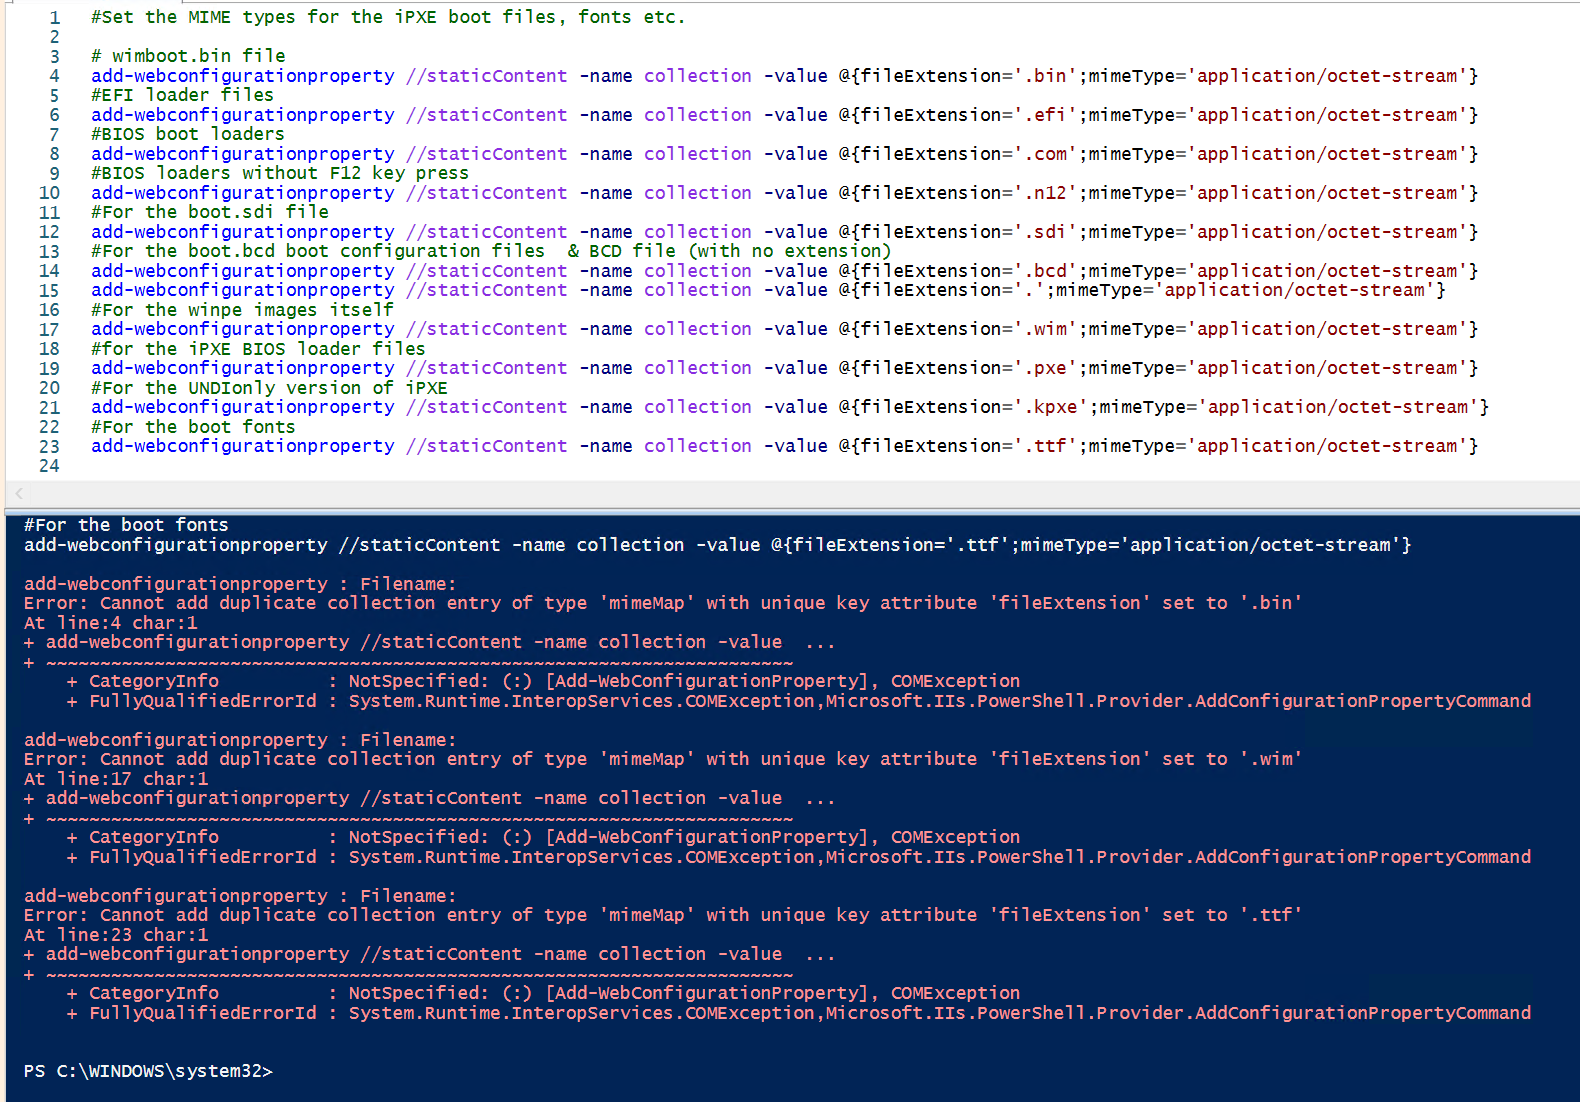 1 #Set the MIME types for the iPXE boot files, fonts etc.
2
3 # wimboot.bin file
4 add-webconfigurationproperty //staticContent -name collection -value @{fileExtension='.bin';mimeType='application/octet-stream'}
5 #EFI loader files
6 add-webconfigurationproperty //staticContent -name collection -value @{fileExtension='.efi';mimeType='application/octet-stream'}
7 #BIOS boot loaders
8 add-webconfigurationproperty //staticContent -name collection -value @{fileExtension='.com';mimeType='application/octet-stream'}
9 #BIOS loaders without F12 key press
10 add-webconfigurationproperty //staticContent -name collection -value @{fileExtension='.n12';mimeType='application/octet-stream'}
11 #For the boot.sdi file
12 add-webconfigurationproperty //staticContent -name collection -value @{fileExtension='.sdi';mimeType='application/octet-stream'}
13 #For the boot.bcd boot configuration files  & BCD file (with no extension)
14 add-webconfigurationproperty //staticContent -name collection -value @{fileExtension='.bcd';mimeType='application/octet-stream'}
15 add-webconfigurationproperty //staticContent -name collection -value @{fileExtension='.';mimeType='application/octet-stream'}
16 #For the winpe images itself
17 add-webconfigurationproperty //staticContent -name collection -value @{fileExtension='.wim';mimeType='application/octet-stream'}
18 #for the iPXE BIOS loader files
19 add-webconfigurationproperty //staticContent -name collection -value @{fileExtension='.pxe';mimeType='application/octet-stream'}
20 #For the UNDIonly version of iPXE
21 add-webconfigurationproperty //staticContent -name collection -value @{fileExtension='.kpxe';mimeType='application/octet-stream'}
22 #For the boot fonts
23 add-webconfigurationproperty //staticContent -name collection -value @{fileExtension='.ttf';mimeType='application/octet-stream'}
24
#For the boot fonts
add-webconfigurationproperty //staticContent -name collection -value @{fileExtension='.ttf';mimeType='application/octet-stream'}
add-webconfigurationproperty : Filename:
Error: Cannot add duplicate collection entry of type 'mimeMap' with unique key attribute 'fileExtension' set to '.bin'
At line:4 char:1
+ add-webconfigurationproperty //staticContent -name collection -value  ...
+ ~~~~~~~~~~~~~~~~~~~~~~~~~~~~~~~~~~~~~~~~~~~~~~~~~~~~~~~~~~~~~~~~~~~~~
+ CategoryInfo          : NotSpecified: (:) [Add-WebConfigurationProperty], COMException
+ FullyQualifiedErrorId : System.Runtime.InteropServices.COMException,Microsoft.IIs.PowerShell.Provider.AddConfigurationPropertyCommand
add-webconfigurationproperty : Filename:
Error: Cannot add duplicate collection entry of type 'mimeMap' with unique key attribute 'fileExtension' set to '.wim'
At line:17 char:1
+ add-webconfigurationproperty //staticContent -name collection -value  ...
+ ~~~~~~~~~~~~~~~~~~~~~~~~~~~~~~~~~~~~~~~~~~~~~~~~~~~~~~~~~~~~~~~~~~~~~
+ CategoryInfo          : NotSpecified: (:) [Add-WebConfigurationProperty], COMException
+ FullyQualifiedErrorId : System.Runtime.InteropServices.COMException,Microsoft.IIs.PowerShell.Provider.AddConfigurationPropertyCommand
add-webconfigurationproperty : Filename:
Error: Cannot add duplicate collection entry of type 'mimeMap' with unique key attribute 'fileExtension' set to '.ttf'
At line:23 char:1
+ add-webconfigurationproperty //staticContent -name collection -value  ...
+ ~~~~~~~~~~~~~~~~~~~~~~~~~~~~~~~~~~~~~~~~~~~~~~~~~~~~~~~~~~~~~~~~~~~~~
+ CategoryInfo          : NotSpecified: (:) [Add-WebConfigurationProperty], COMException
+ FullyQualifiedErrorId : System.Runtime.InteropServices.COMException,Microsoft.IIs.PowerShell.Provider.AddConfigurationPropertyCommand
PS C:\WINDOWS\system32>